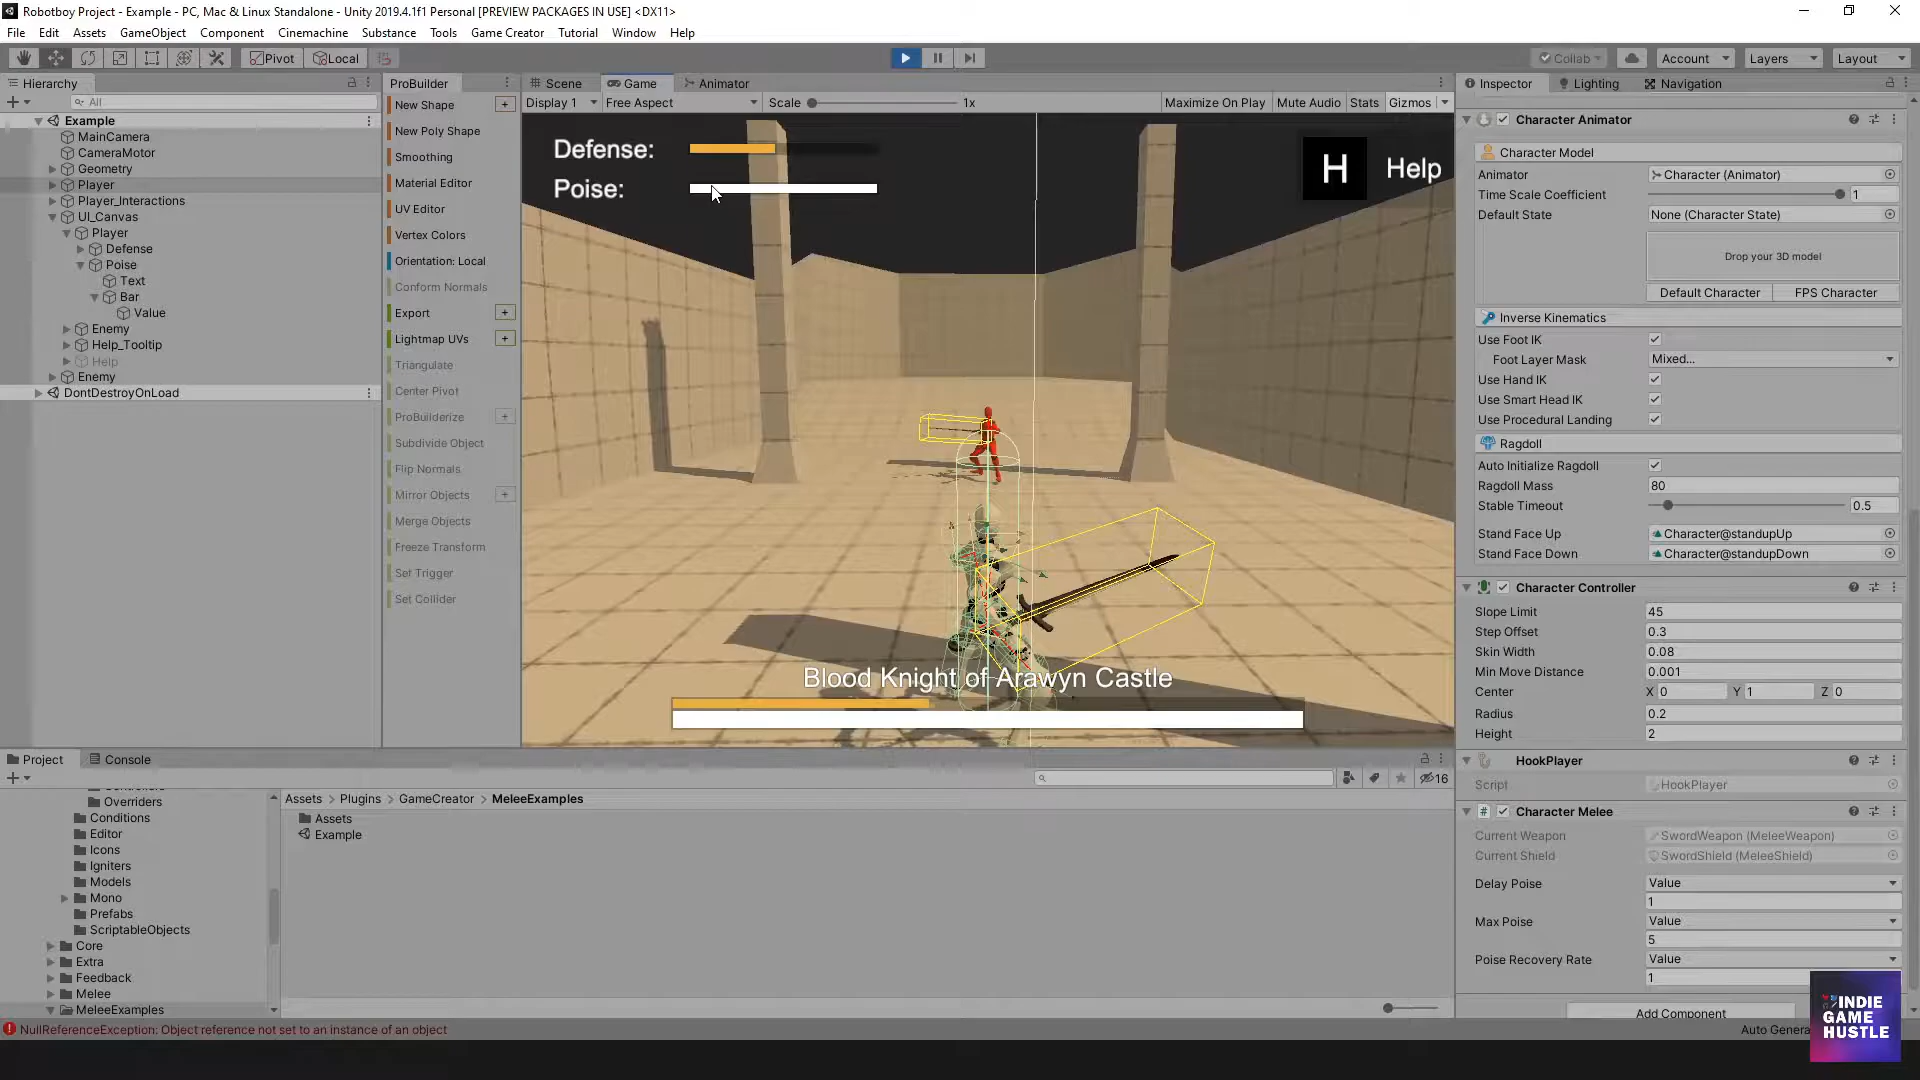 Robotboy Project - Example - PC, Mac & Linux Standalone - Unity 2019.4.1f1 Personal [PREVIEW PACKAGES IN USE] <DX11>
File Edit Assets GameObject Component Cinemachine Substance Tools Game Creator Tutorial Window Help
Pivot Local Collab Account Layers Layout
Hierarchy
All
Example
MainCamera
CameraMotor
Geometry
Player
Player_Interactions
UI_Canvas
Player
Defense
Poise
Text
Bar
Value
Enemy
Help_Tooltip
Help
Enemy
DontDestroyOnLoad
ProBuilder
New Shape
New Poly Shape
Smoothing
Material Editor
UV Editor
Vertex Colors
Orientation: Local
Conform Normals
Export
Lightmap UVs
Triangulate
Center Pivot
ProBuilderize
Subdivide Object
Flip Normals
Mirror Objects
Merge Objects
Freeze Transform
Set Trigger
Set Collider
Scene Game Animator
Display 1 Free Aspect Scale 1x Maximize On Play Mute Audio Stats Gizmos
Defense:
Poise:
H Help
Blood Knight of Arawyn Castle
Inspector Lighting Navigation
Character Animator
Character Model
Animator Character (Animator)
Time Scale Coefficient 1
Default State None (Character State)
Drop your 3D model
Default Character FPS Character
Inverse Kinematics
Use Foot IK
Foot Layer Mask Mixed...
Use Hand IK
Use Smart Head IK
Use Procedural Landing
Ragdoll
Auto Initialize Ragdoll
Ragdoll Mass 80
Stable Timeout 0.5
Stand Face Up Character@standupUp
Stand Face Down Character@standupDown
Character Controller
Slope Limit 45
Step Offset 0.3
Skin Width 0.08
Min Move Distance 0.001
Center X 0 Y 1 Z 0
Radius 0.2
Height 2
HookPlayer
Script HookPlayer
Character Melee
Current Weapon SwordWeapon (MeleeWeapon)
Current Shield SwordShield (MeleeShield)
Delay Poise Value
1
Max Poise Value
5
Poise Recovery Rate Value
1
Add Component
Project Console
16
Overriders
Conditions
Editor
Icons
Igniters
Models
Mono
Prefabs
ScriptableObjects
Core
Extra
Feedback
Melee
MeleeExamples
Assets > Plugins > GameCreator > MeleeExamples
Assets
Example
NullReferenceException: Object reference not set to an instance of an object
Auto Genera
INDIE
GAME
HUSTLE